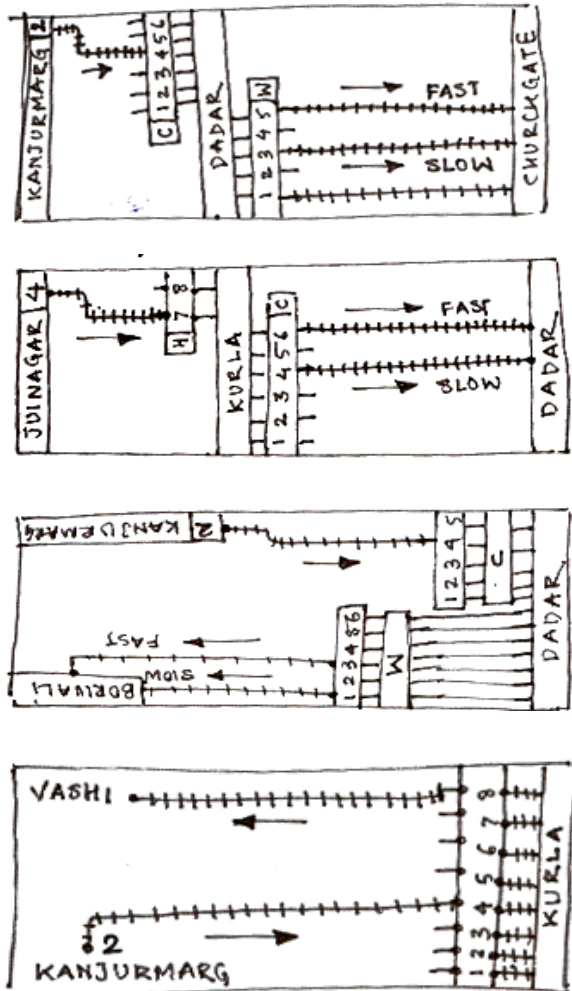 KANJURMARG 2
C 1 2 3 4 5 6
DADAR
1 2 3 4 5 W
FAST
SLOW
CHURCHGATE
JUINAGAR 4
H 7 8
KURLA
1 2 3 4 5 6 C
FAST
SLOW
DADAR
KANJURMARG 2
1 2 3 4 5
C
FAST
SLOW
BORIVALI
1 2 3 4 5 6
W
DADAR
VASHI
1 2 3 4 5 6 7 8
KURLA
2
KANJURMARG